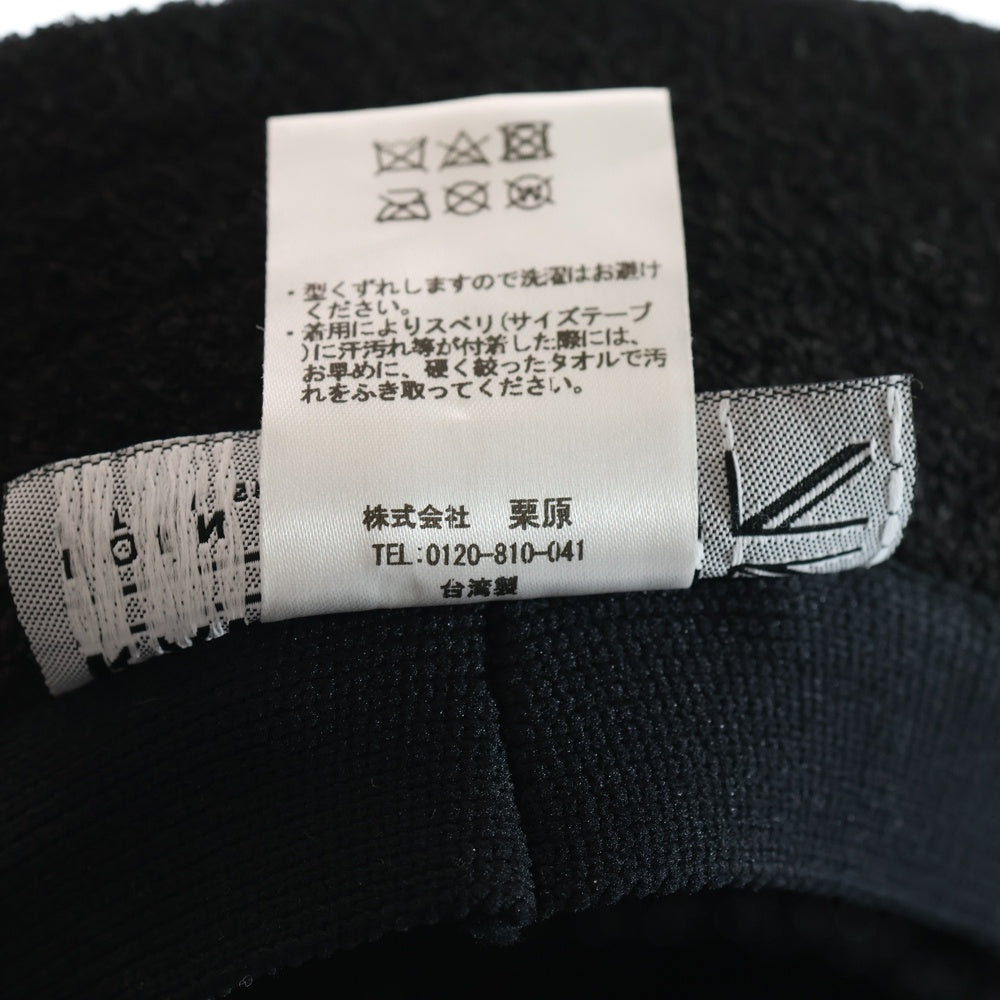 ・型くずれしますので洗濯はお避け
ください。
・着用によりスベリ(サイズテープ
)に汗汚れ等が付着した際には、
お早めに、硬く絞ったタオルで汚
れをふき取ってください。
株式会社 栗原
TEL:0120-810-041
台湾製